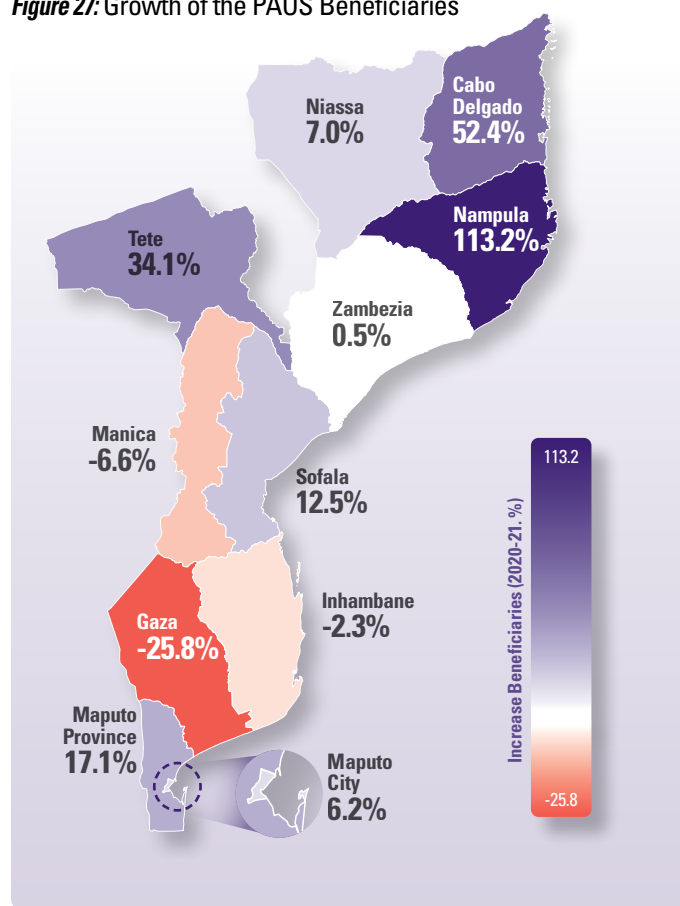 Figure 27: Growth of the PAUS Beneficiaries
Cabo
Delgado
52.4%
Niassa
7.0%
Nampula
113.2%
Tete
34.1%
Zambezia
0.5%
Manica
-6.6%
Sofala
12.5%
Inhambane
-2.3%
Gaza
-25.8%
Maputo
Province
17.1%
Maputo
City
6.2%
113.2
Increase Beneficiaries (2020-21. %)
-25.8